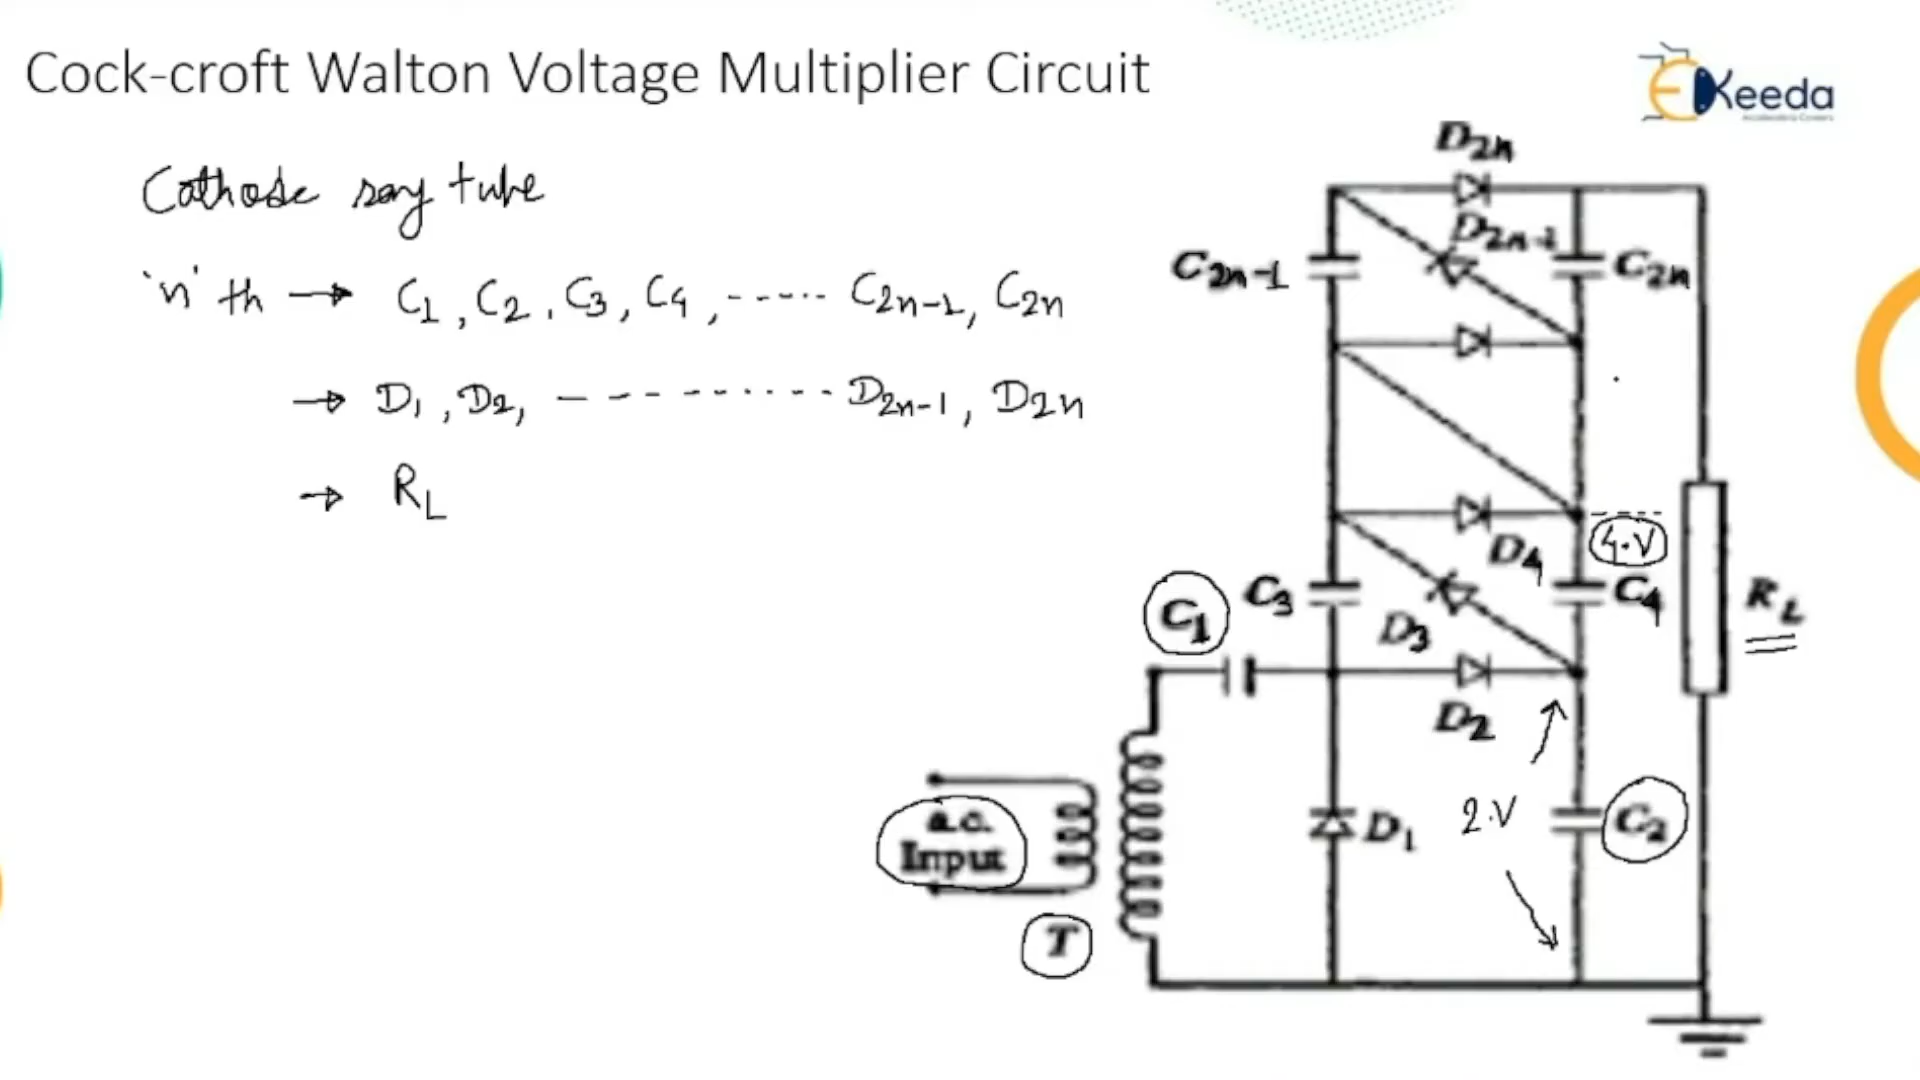 Cock-croft Walton Voltage Multiplier Circuit
EKeeda
Cathode ray tube
'n' th → C1, C2, C3, C4, ------ C2n-1, C2n
→ D1, D2, ---------- D2n-1, D2n
→ RL
D2n
D2n-1
C2n-1
C2n
4.V
D4
C1
C3
C4
RL
D3
D2
a.c.
Input
D1
2.V
C2
T